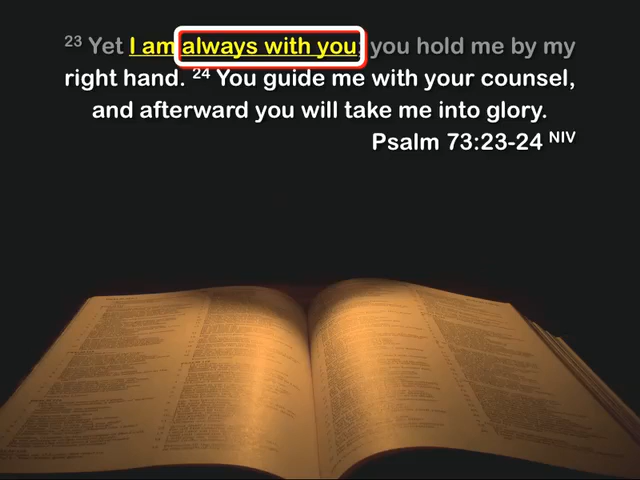 ²³ Yet I am always with you; you hold me by my
right hand. ²⁴ You guide me with your counsel,
and afterward you will take me into glory.
Psalm 73:23-24 NIV